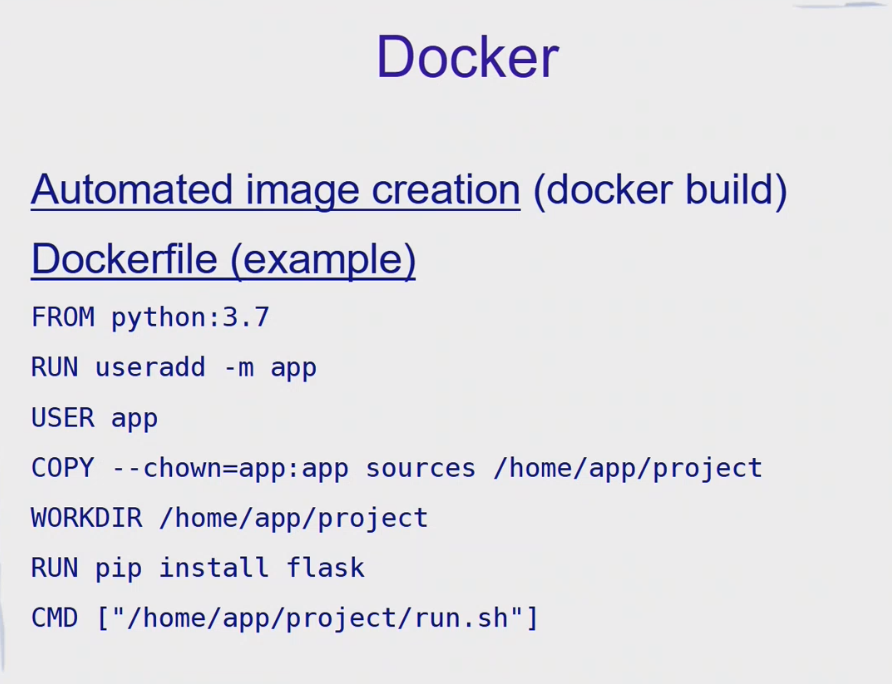 Docker
Automated image creation (docker build)
Dockerfile (example)
FROM python:3.7
RUN useradd -m app
USER app
COPY --chown=app:app sources /home/app/project
WORKDIR /home/app/project
RUN pip install flask
CMD ["/home/app/project/run.sh"]